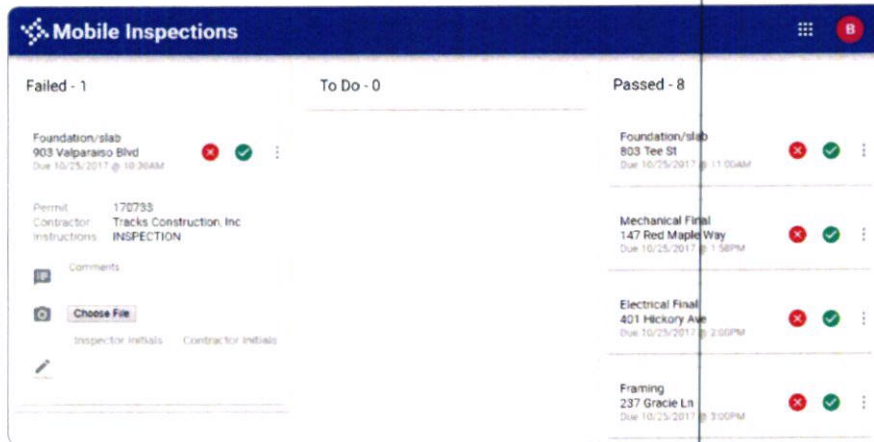 Mobile Inspections
B
Failed - 1
Foundation/slab
903 Valparaiso Blvd
Due 10/25/2017 @ 10:30AM
Permit 170733
Contractor Tracks Construction, Inc
Instructions INSPECTION
Comments
Choose File
Inspector Initials Contractor Initials
To Do - 0
Passed - 8
Foundation/slab
803 Tee St
Due 10/25/2017 @ 11:00AM
Mechanical Final
147 Red Maple Way
Due 10/25/2017 @ 1:58PM
Electrical Final
401 Hickory Ave
Due 10/25/2017 @ 2:00PM
Framing
237 Gracie Ln
Due 10/25/2017 @ 3:00PM